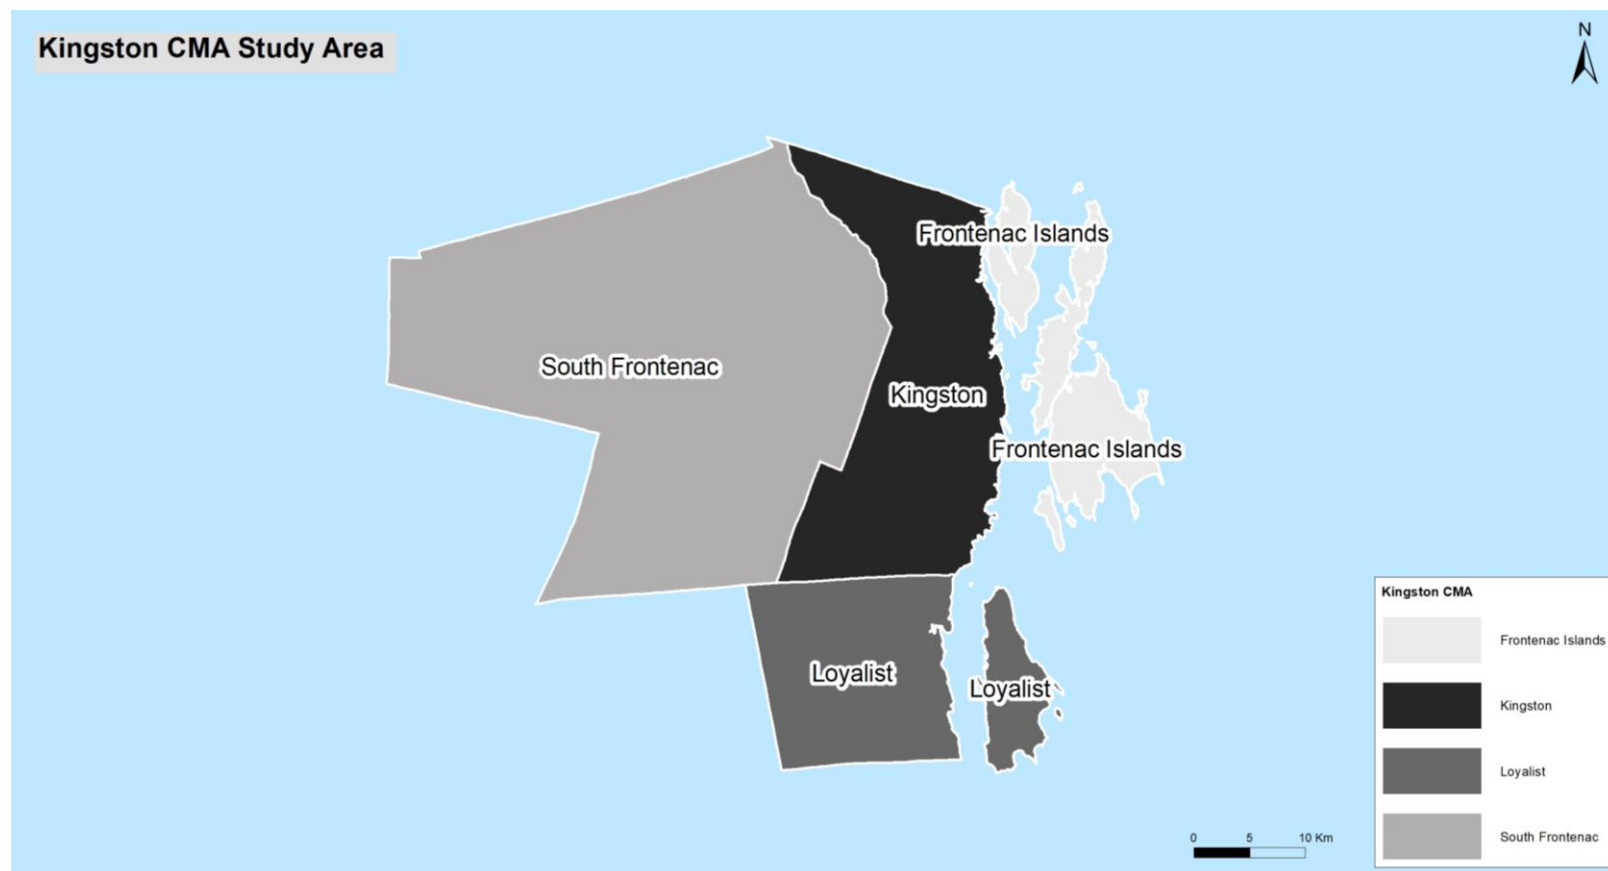 Kingston CMA Study Area
N
Frontenac Islands
South Frontenac
Kingston
Frontenac Islands
Loyalist
Loyalist
Kingston CMA
Frontenac Islands
Kingston
Loyalist
South Frontenac
0 5 10 Km